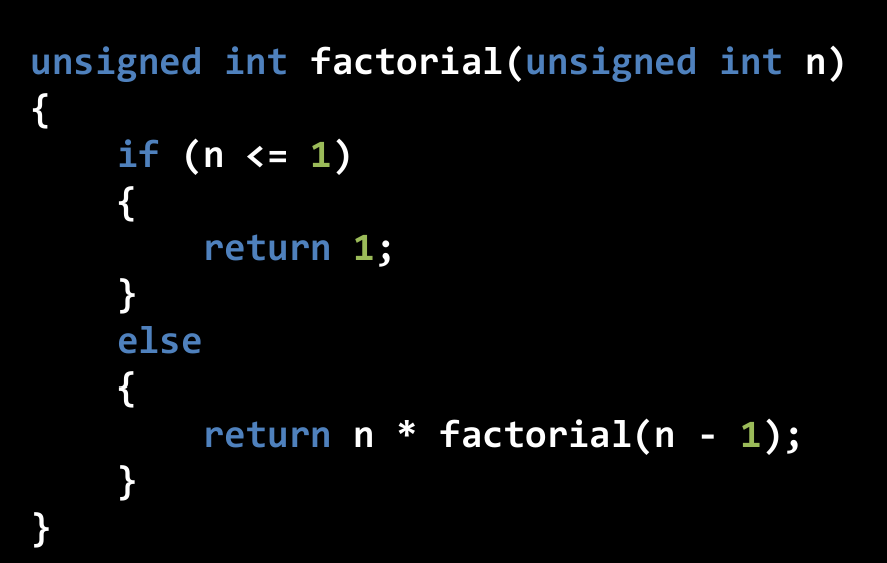 unsigned int factorial(unsigned int n)
{
    if (n <= 1)
    {
        return 1;
    }
    else
    {
        return n * factorial(n - 1);
    }
}